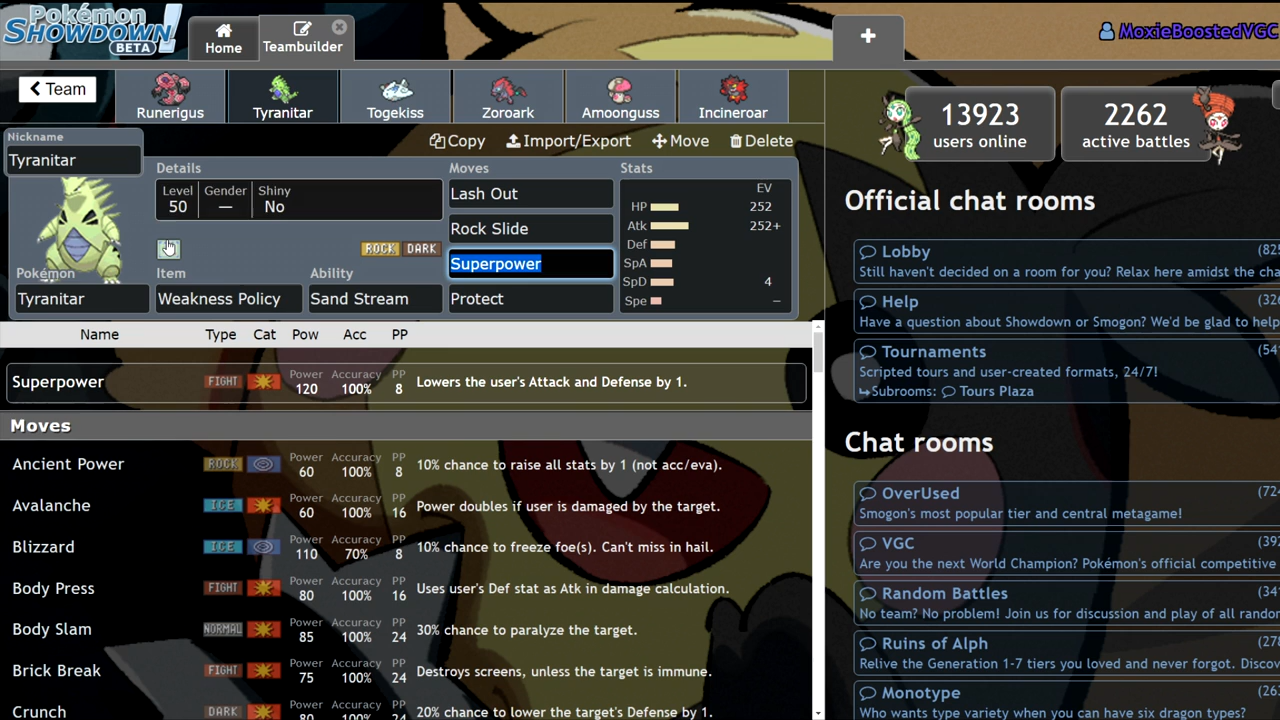 Pokémon
SHOWDOWN!
BETA
Home
Teambuilder
+
MoxieBoostedVGC
Team
Runerigus
Tyranitar
Togekiss
Zoroark
Amoonguss
Incineroar
Nickname
Tyranitar
Copy
Import/Export
Move
Delete
Details
Level
50
Gender
—
Shiny
No
ROCK DARK
Pokémon
Tyranitar
Item
Weakness Policy
Ability
Sand Stream
Moves
Lash Out
Rock Slide
Superpower
Protect
Stats
EV
HP 252
Atk 252+
Def
SpA
SpD 4
Spe –
Name Type Cat Pow Acc PP
Superpower FIGHT Power 120 Accuracy 100% PP 8 Lowers the user's Attack and Defense by 1.
Moves
Ancient Power ROCK Power 60 Accuracy 100% PP 8 10% chance to raise all stats by 1 (not acc/eva).
Avalanche ICE Power 60 Accuracy 100% PP 16 Power doubles if user is damaged by the target.
Blizzard ICE Power 110 Accuracy 70% PP 8 10% chance to freeze foe(s). Can't miss in hail.
Body Press FIGHT Power 80 Accuracy 100% PP 16 Uses user's Def stat as Atk in damage calculation.
Body Slam NORMAL Power 85 Accuracy 100% PP 24 30% chance to paralyze the target.
Brick Break FIGHT Power 75 Accuracy 100% PP 24 Destroys screens, unless the target is immune.
Crunch DARK Power 80 Accuracy 100% PP 24 20% chance to lower the target's Defense by 1.
13923
users online
2262
active battles
Official chat rooms
Lobby (825
Still haven't decided on a room for you? Relax here amidst the cha
Help
Have a question about Showdown or Smogon? We'd be glad to help
Tournaments
Scripted tours and user-created formats, 24/7!
Subrooms: Tours Plaza
Chat rooms
OverUsed
Smogon's most popular tier and central metagame!
VGC
Are you the next World Champion? Pokémon's official competitive
Random Battles
No team? No problem! Join us for discussion and play of all rando
Ruins of Alph
Relive the Generation 1-7 tiers you loved and never forgot. Discov
Monotype
Who wants type variety when you can have six dragon types?